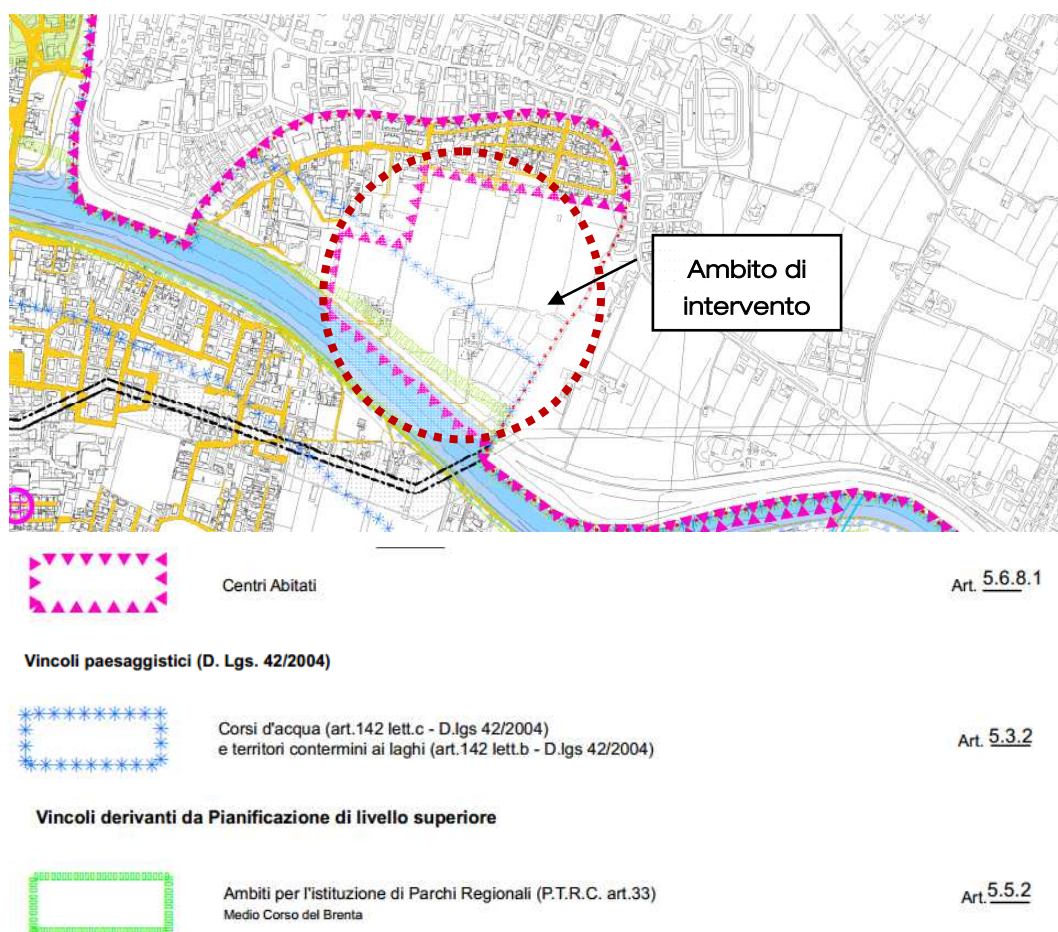 Ambito di
intervento
Centri Abitati
Art. 5.6.8.1
Vincoli paesaggistici (D. Lgs. 42/2004)
Corsi d'acqua (art.142 lett.c - D.lgs 42/2004)
e territori contermini ai laghi (art.142 lett.b - D.lgs 42/2004)
Art. 5.3.2
Vincoli derivanti da Pianificazione di livello superiore
Ambiti per l'istituzione di Parchi Regionali (P.T.R.C. art.33)
Medio Corso del Brenta
Art. 5.5.2